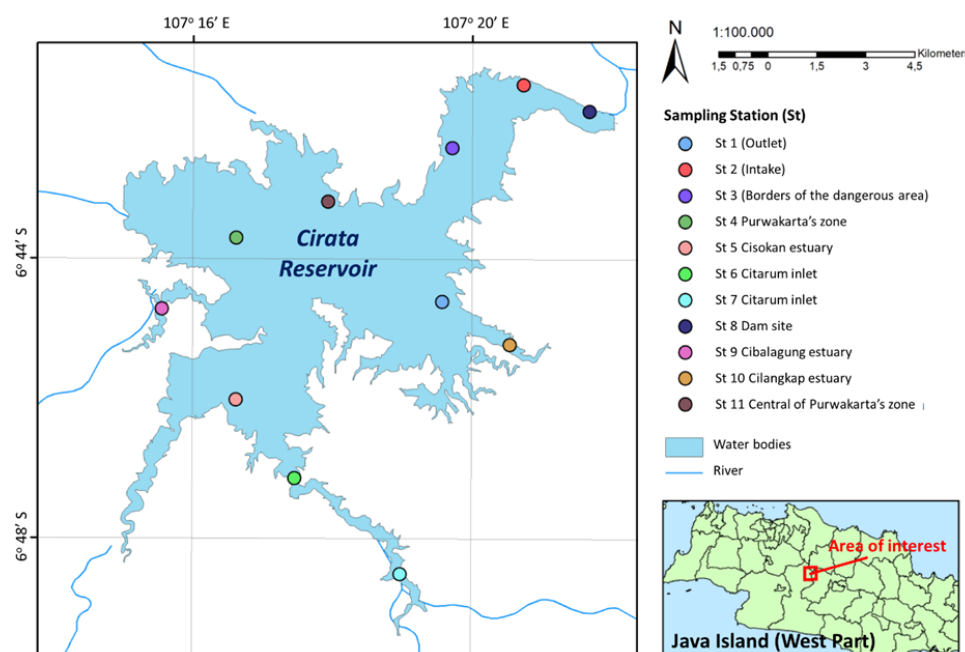 107° 16’ E
107° 20’ E
6° 44’ S
6° 48’ S
Cirata
Reservoir
N
1:100.000
Kilometer
1,5 0,75 0 1,5 3 4,5
Sampling Station (St)
St 1 (Outlet)
St 2 (Intake)
St 3 (Borders of the dangerous area)
St 4 Purwakarta’s zone
St 5 Cisokan estuary
St 6 Citarum inlet
St 7 Citarum inlet
St 8 Dam site
St 9 Cibalagung estuary
St 10 Cilangkap estuary
St 11 Central of Purwakarta’s zone
Water bodies
River
Area of interest
Java Island (West Part)